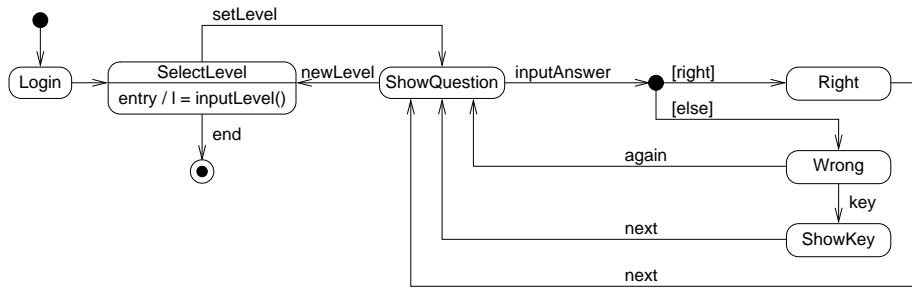 setLevel
Login
SelectLevel
entry / l = inputLevel()
newLevel
ShowQuestion
inputAnswer
[right]
Right
[else]
end
again
Wrong
key
next
ShowKey
next